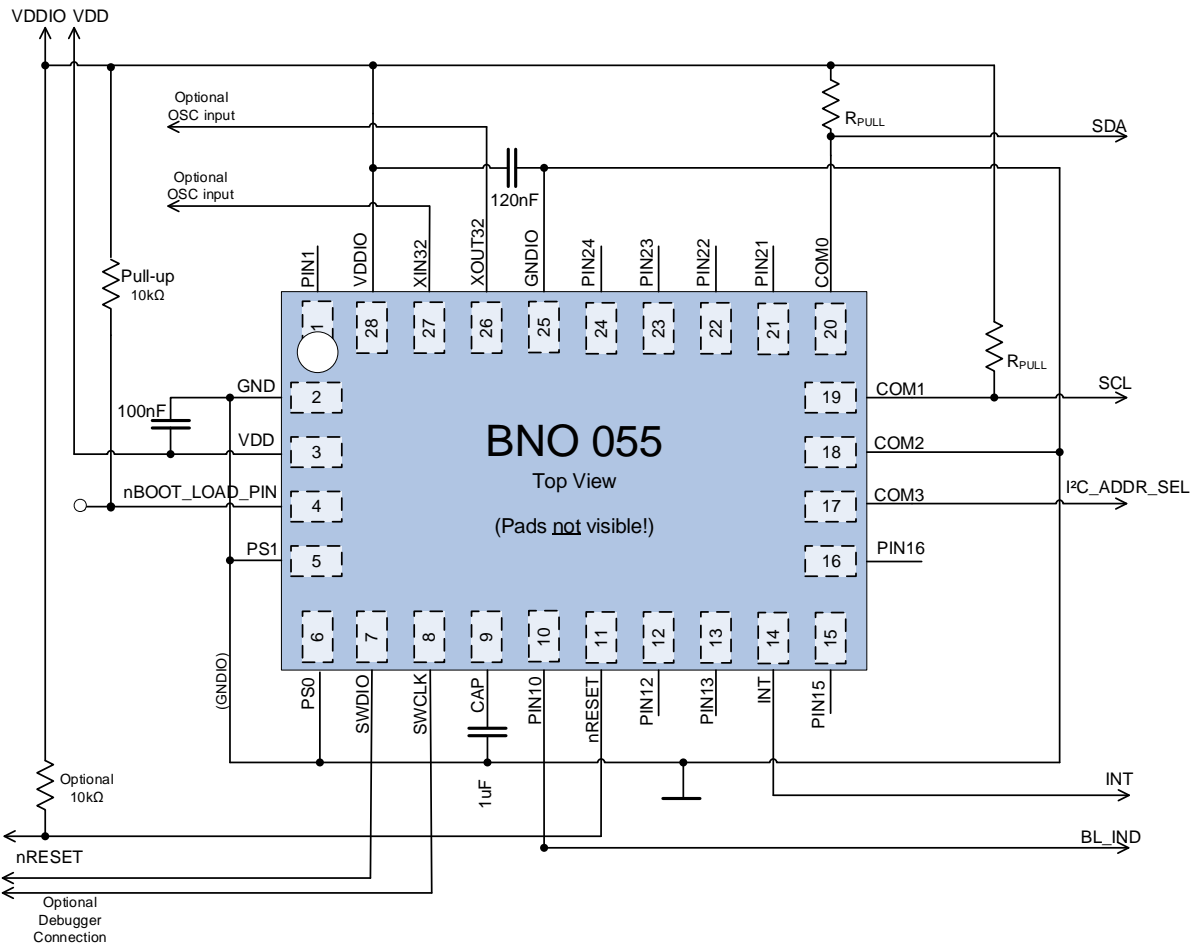 VDDIO VDD
Optional
OSC input
Optional
OSC input
RPULL
SDA
120nF
Pull-up
10kΩ
PIN1
VDDIO
XIN32
XOUT32
GNDIO
PIN24
PIN23
PIN22
PIN21
COM0
1
28
27
26
25
24
23
22
21
20
RPULL
GND
2
19
COM1
SCL
100nF
VDD
3
18
COM2
BNO 055
Top View
(Pads not visible!)
nBOOT_LOAD_PIN
4
17
COM3
I²C_ADDR_SEL
PS1
5
16
PIN16
6
7
8
9
10
11
12
13
14
15
(GNDIO)
PS0
SWDIO
SWCLK
CAP
PIN10
nRESET
PIN12
PIN13
INT
PIN15
Optional
10kΩ
1uF
INT
BL_IND
nRESET
Optional
Debugger
Connection